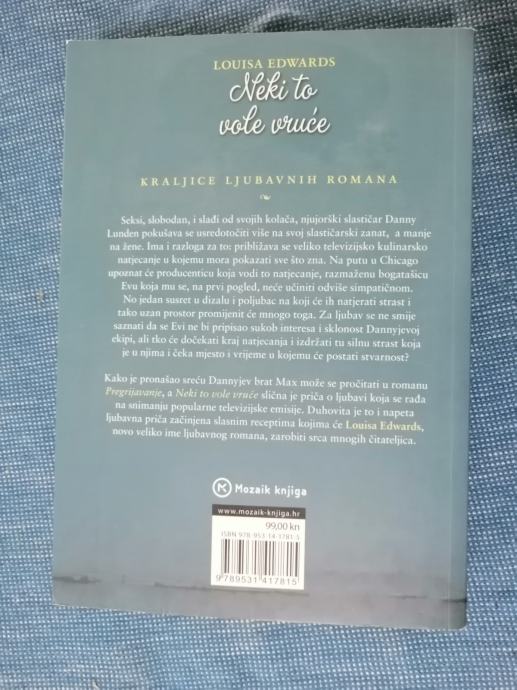 LOUISA EDWARDS
Neki to
vole vruće
KRALJICE LJUBAVNIH ROMANA
Seksi, slobodan, i slađi od svojih kolača, njujorški slastičar Danny
Lunden pokušava se usredotočiti više na svoj slastičarski zanat, a manje
na žene. Ima i razloga za to: približava se veliko televizijsko kulinarsko
natjecanje u kojemu mora pokazati sve što zna. Na putu u Chicago
upoznat će producenticu koja vodi to natjecanje, razmaženu bogatašicu
Evu koja mu se, na prvi pogled, neće učiniti odviše simpatičnom.
No jedan susret u dizalu i poljubac na koji će ih natjerati strast i
tako uzan prostor promijenit će mnogo toga. Za ljubav se ne smije
saznati da se Evi ne bi pripisao sukob interesa i sklonost Dannyjevoj
ekipi, ali tko će dočekati kraj natjecanja i izdržati tu silnu strast koja
je u njima i čeka mjesto i vrijeme u kojemu će postati stvarnost?
Kako je pronašao sreću Dannyjev brat Max može se pročitati u romanu
Pregrijavanje, a Neki to vole vruće slična je priča o ljubavi koja se rađa
na snimanju popularne televizijske emisije. Duhovita je to i napeta
ljubavna priča začinjena slasnim receptima kojima će Louisa Edwards,
novo veliko ime ljubavnog romana, zarobiti srca mnogih čitateljica.
Mozaik knjiga
www.mozaik-knjiga.hr
99,00 kn
ISBN 978-953-14-1781-5
9 789531 417815